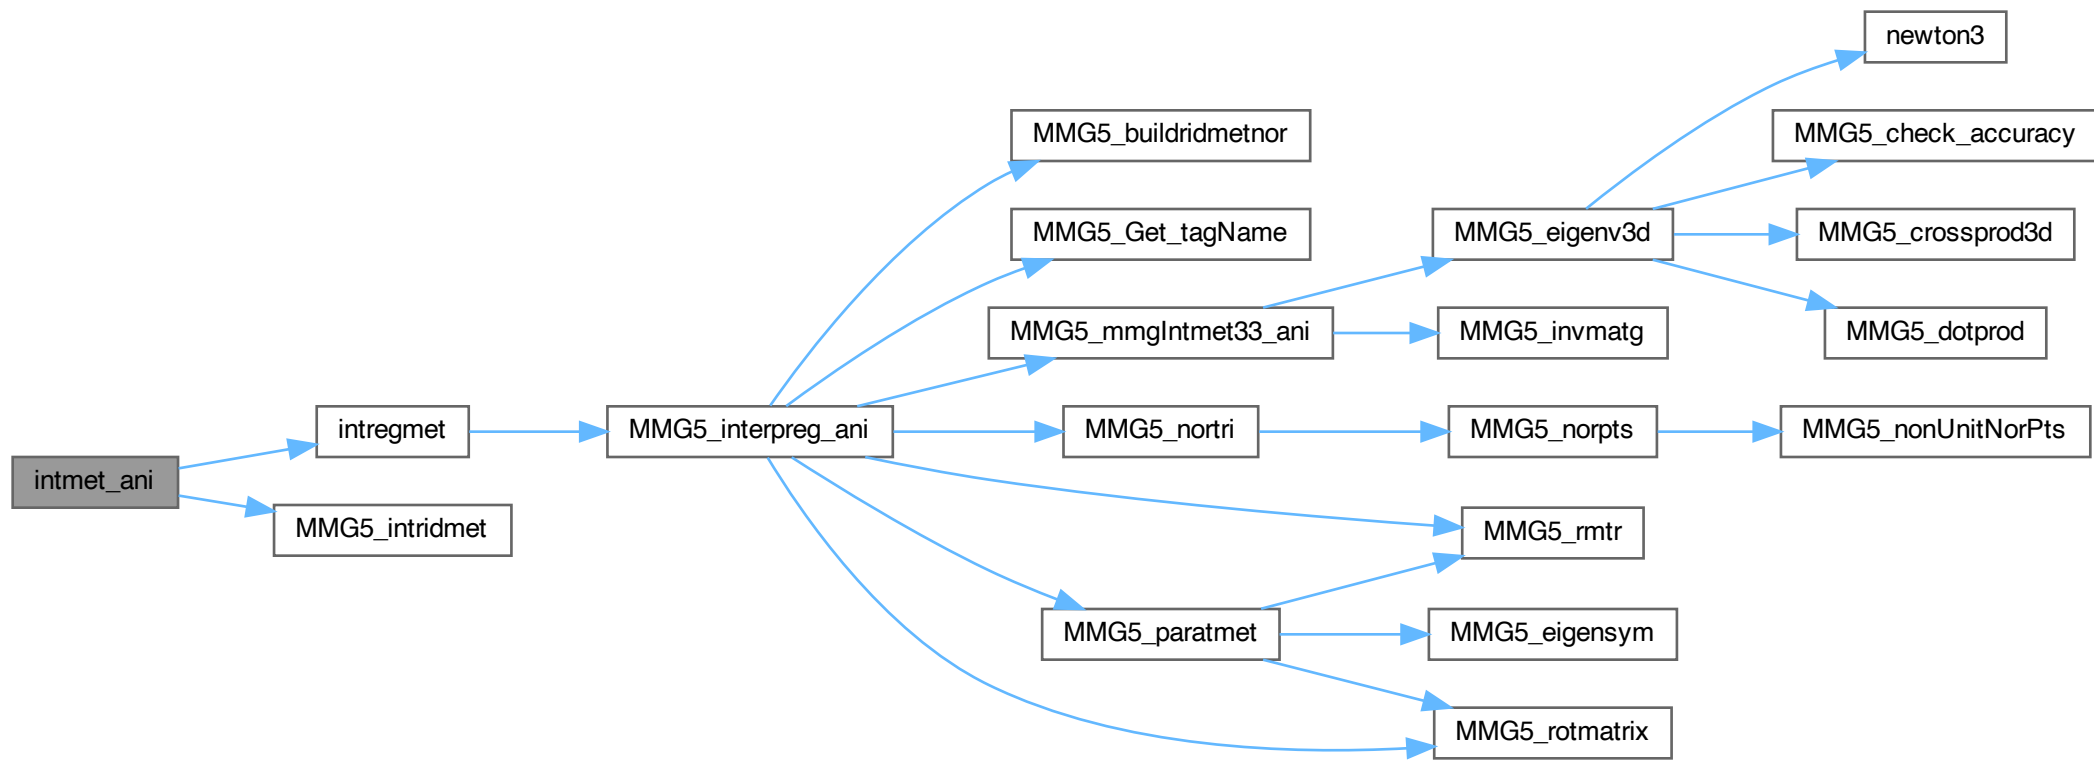 newton3
MMG5_buildridmetnor
MMG5_check_accuracy
MMG5_Get_tagName
MMG5_eigenv3d
MMG5_crossprod3d
MMG5_mmgIntmet33_ani
MMG5_invmatg
MMG5_dotprod
intregmet
MMG5_interpreg_ani
MMG5_nortri
MMG5_norpts
MMG5_nonUnitNorPts
intmet_ani
MMG5_intridmet
MMG5_rmtr
MMG5_paratmet
MMG5_eigensym
MMG5_rotmatrix